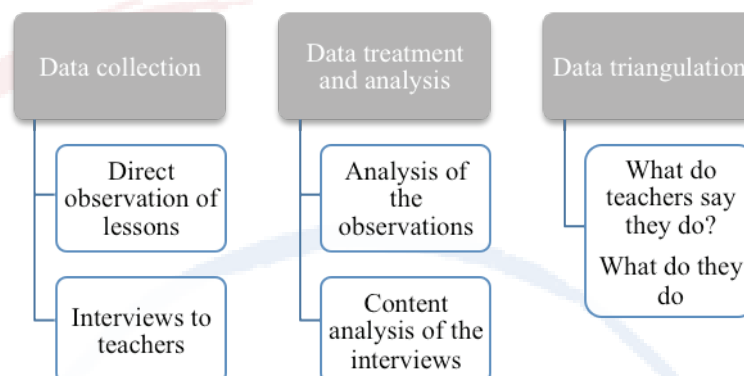 Data collection
Direct
observation of
lessons
Interviews to
teachers
Data treatment
and analysis
Analysis of
the
observations
Content
analysis of the
interviews
Data triangulation
What do
teachers say
they do?
What do they
do